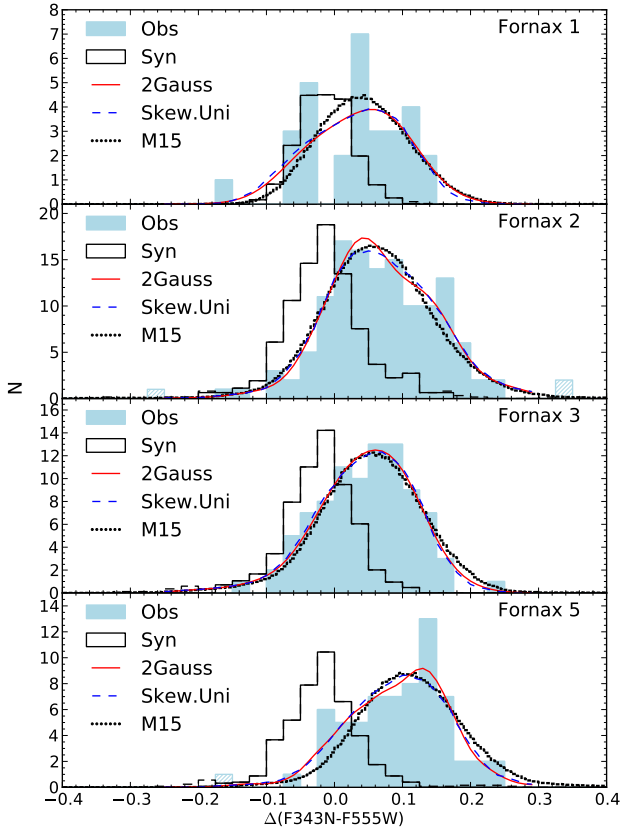 8
7
6
5
4
3
2
1
0
Obs
Syn
2Gauss
Skew.Uni
M15
Fornax 1
20
15
10
5
0
Obs
Syn
2Gauss
Skew.Uni
M15
Fornax 2
N
16
14
12
10
8
6
4
2
0
Obs
Syn
2Gauss
Skew.Uni
M15
Fornax 3
14
12
10
8
6
4
2
0
Obs
Syn
2Gauss
Skew.Uni
M15
Fornax 5
−0.4 −0.3 −0.2 −0.1 0.0 0.1 0.2 0.3 0.4
Δ(F343N-F555W)